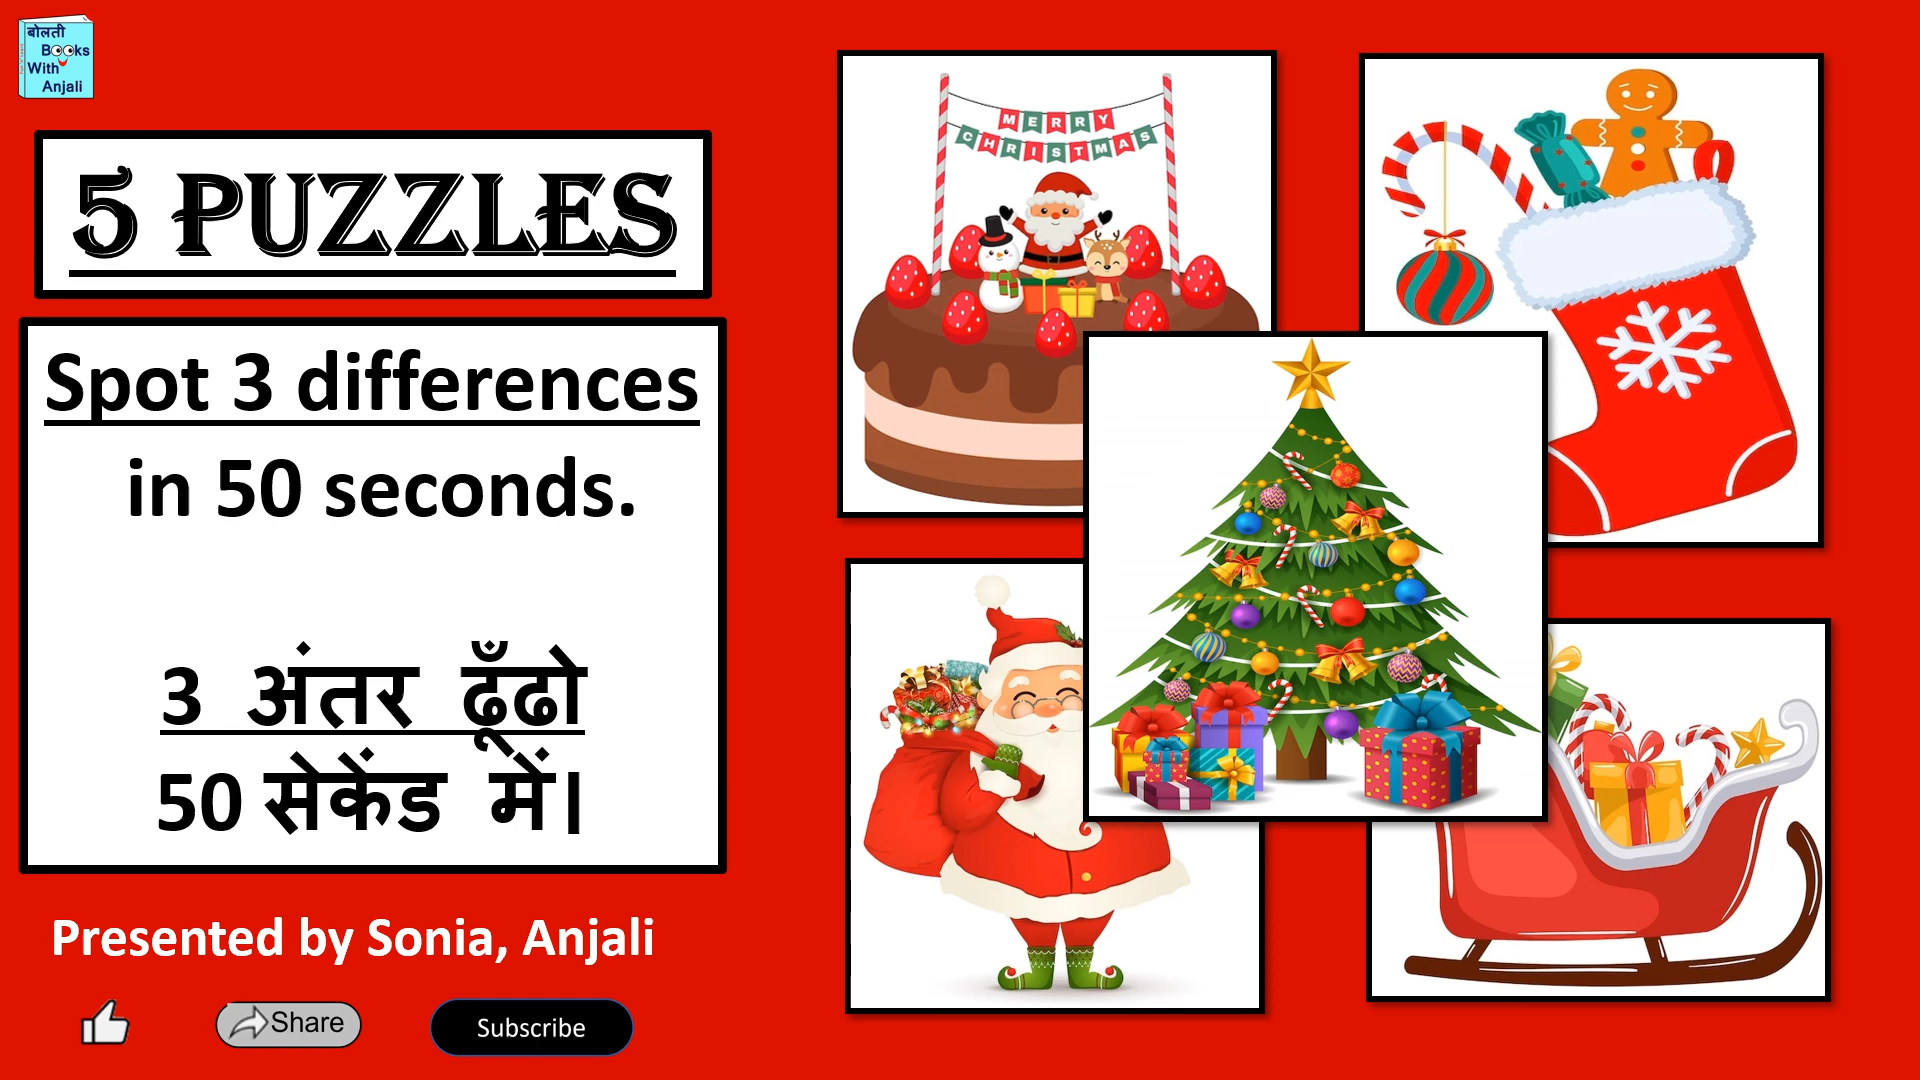 बोलती
Books
With
Anjali
5 PUZZLES
Spot 3 differences
in 50 seconds.
3 अंतर ढूँढो
50 सेकेंड में।
Presented by Sonia, Anjali
Share
Subscribe
MERRY
CHRISTMAS